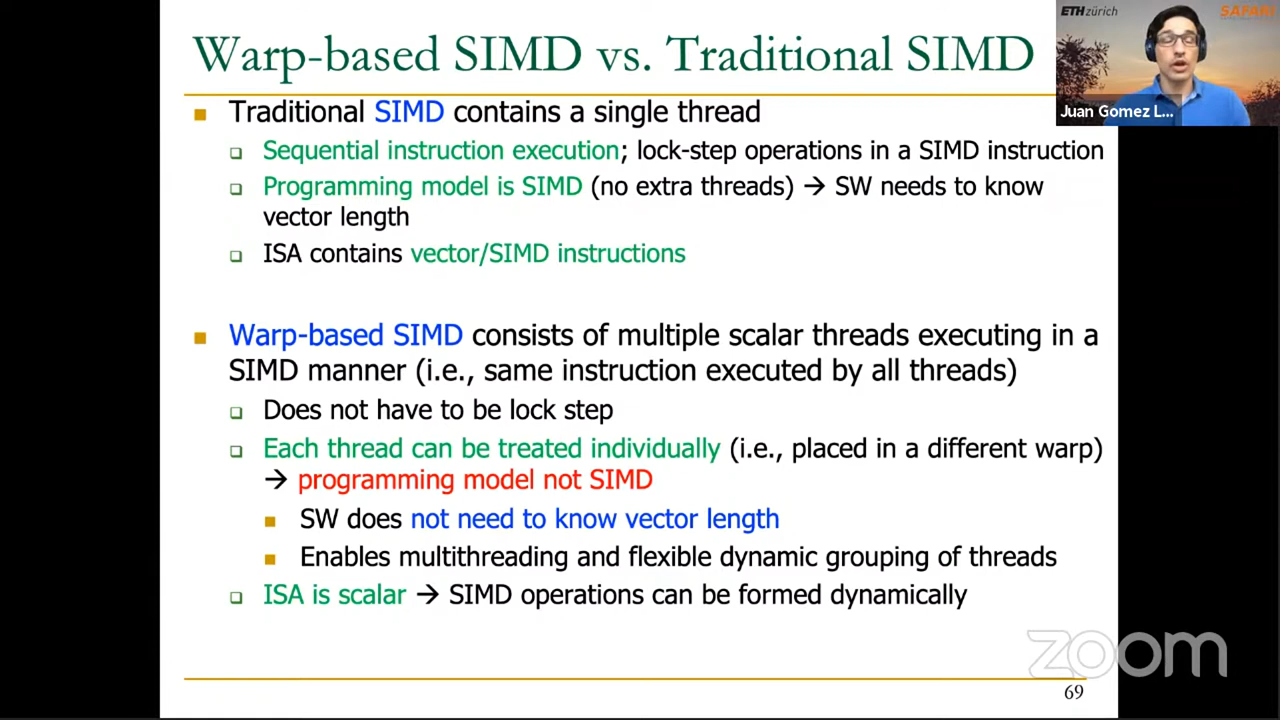 Warp-based SIMD vs. Traditional SIMD
ETHzürich
SAFARI
Juan Gomez L...
Traditional SIMD contains a single thread
Sequential instruction execution; lock-step operations in a SIMD instruction
Programming model is SIMD (no extra threads) → SW needs to know
vector length
ISA contains vector/SIMD instructions
Warp-based SIMD consists of multiple scalar threads executing in a
SIMD manner (i.e., same instruction executed by all threads)
Does not have to be lock step
Each thread can be treated individually (i.e., placed in a different warp)
→ programming model not SIMD
SW does not need to know vector length
Enables multithreading and flexible dynamic grouping of threads
ISA is scalar → SIMD operations can be formed dynamically
zoom
69